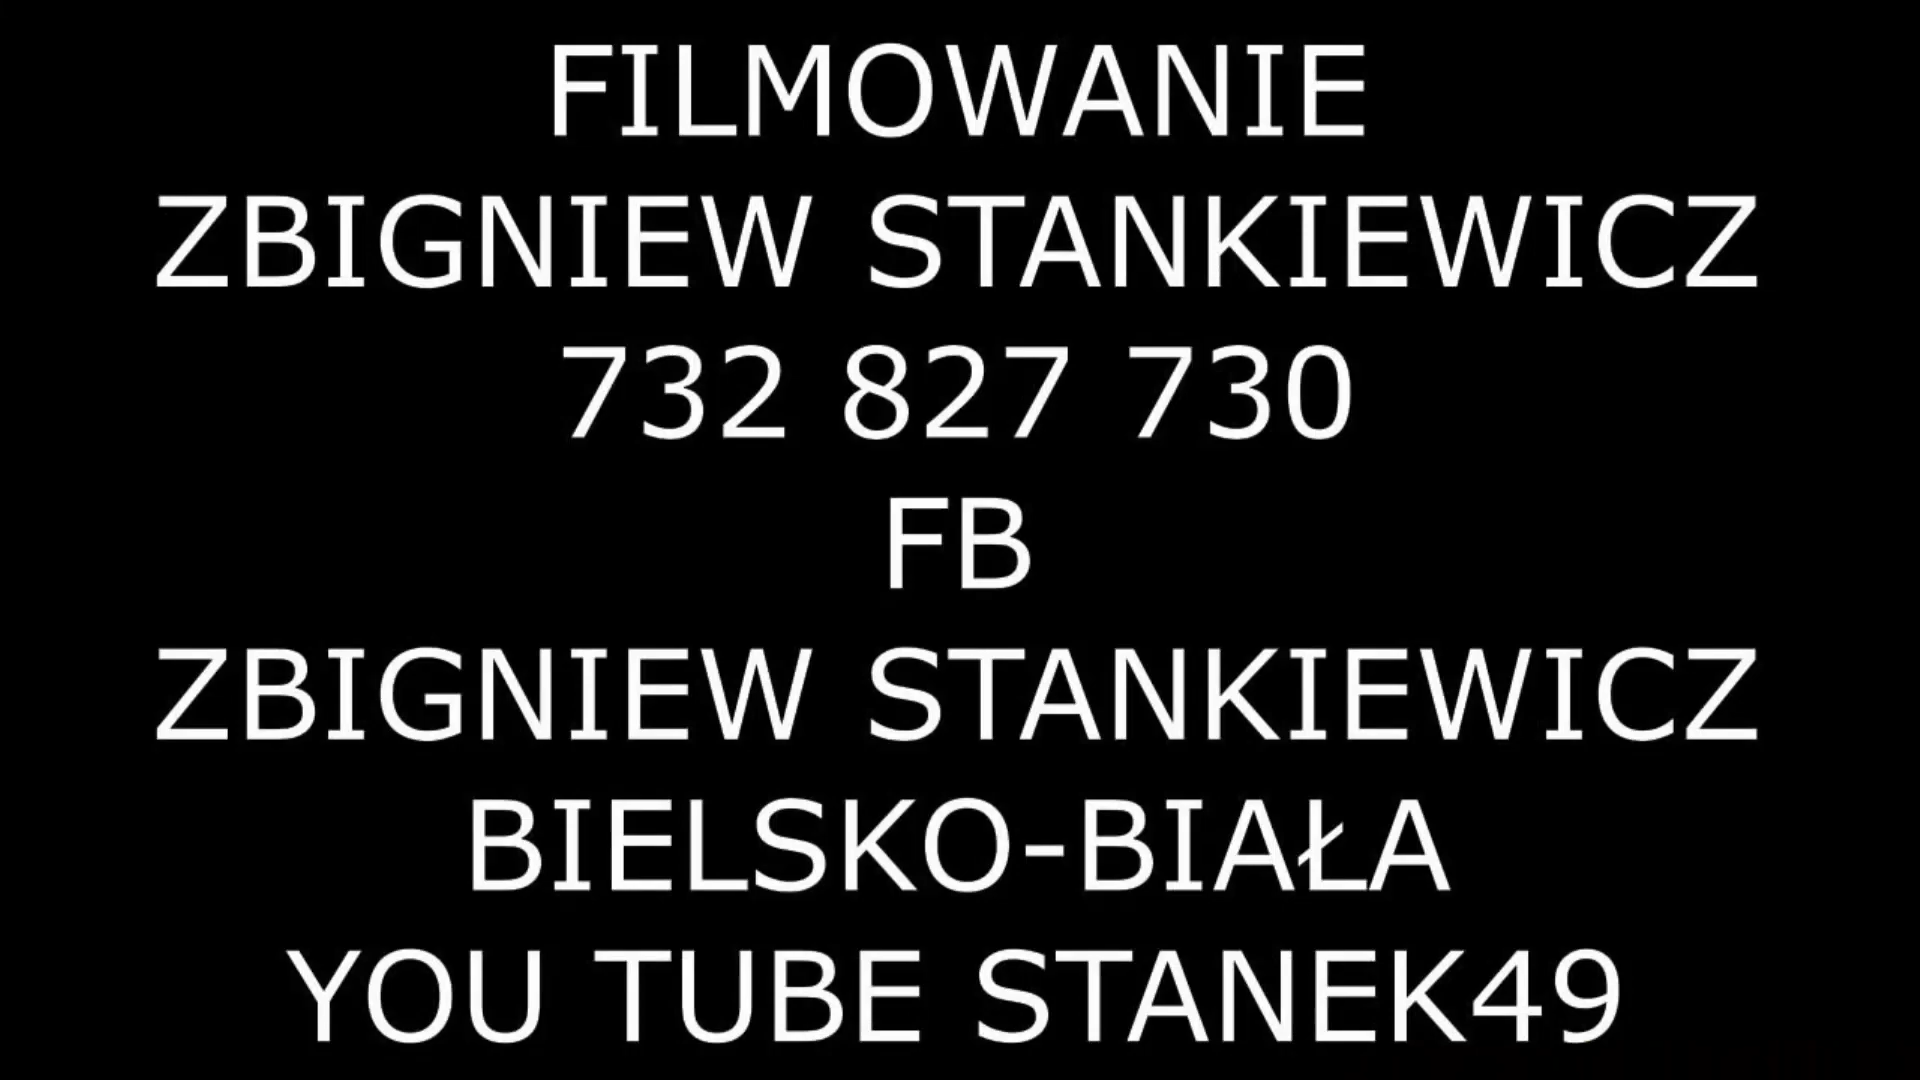 FILMOWANIE
ZBIGNIEW STANKIEWICZ
732 827 730
FB
ZBIGNIEW STANKIEWICZ
BIELSKO-BIAŁA
YOU TUBE STANEK49